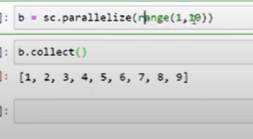 ]: b = sc.parallelize(range(1,10))
]: b.collect()
]: [1, 2, 3, 4, 5, 6, 7, 8, 9]
]: